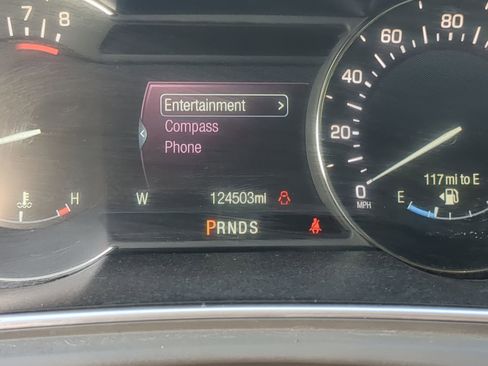 7 8
Entertainment >
Compass
Phone
H
W 124503mi
PRNDS
80
60
40
20
0
MPH
117 mi to E
E